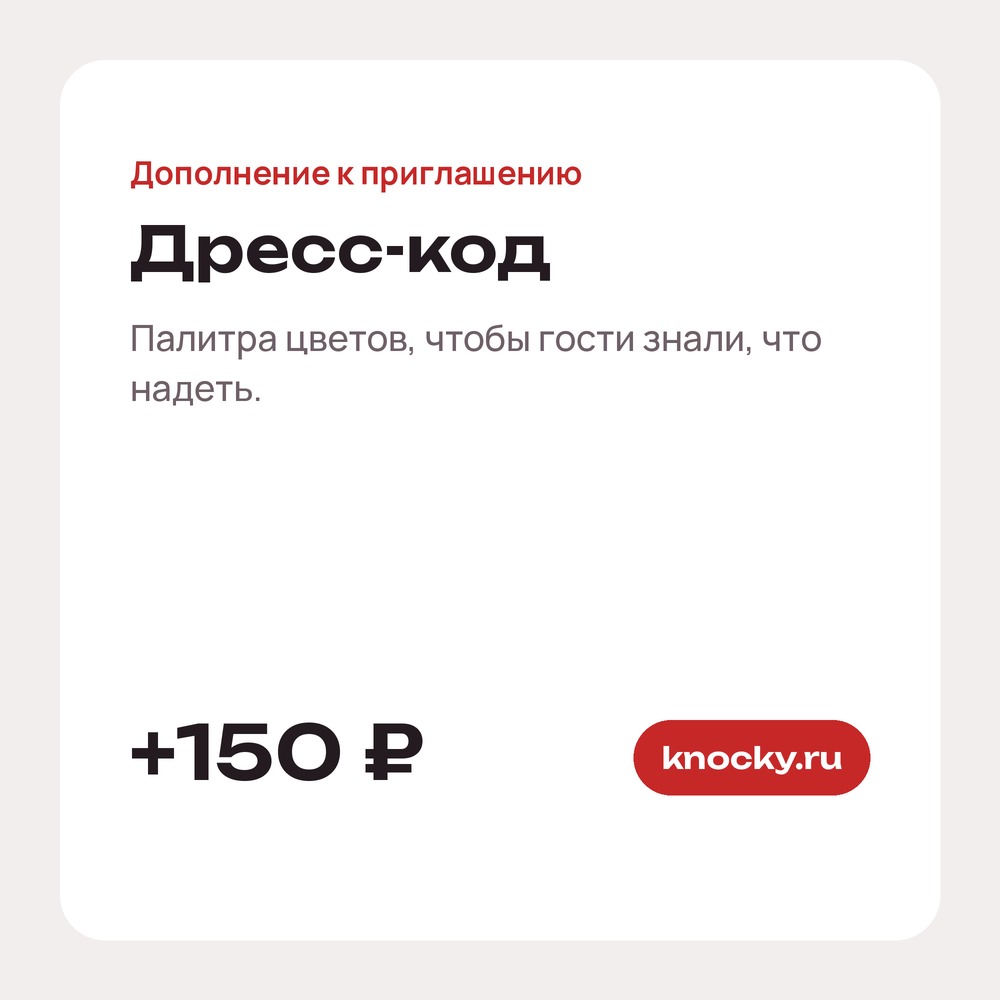 Дополнение к приглашению
Дресс-код
Палитра цветов, чтобы гости знали, что
надеть.
+150 ₽
knocky.ru